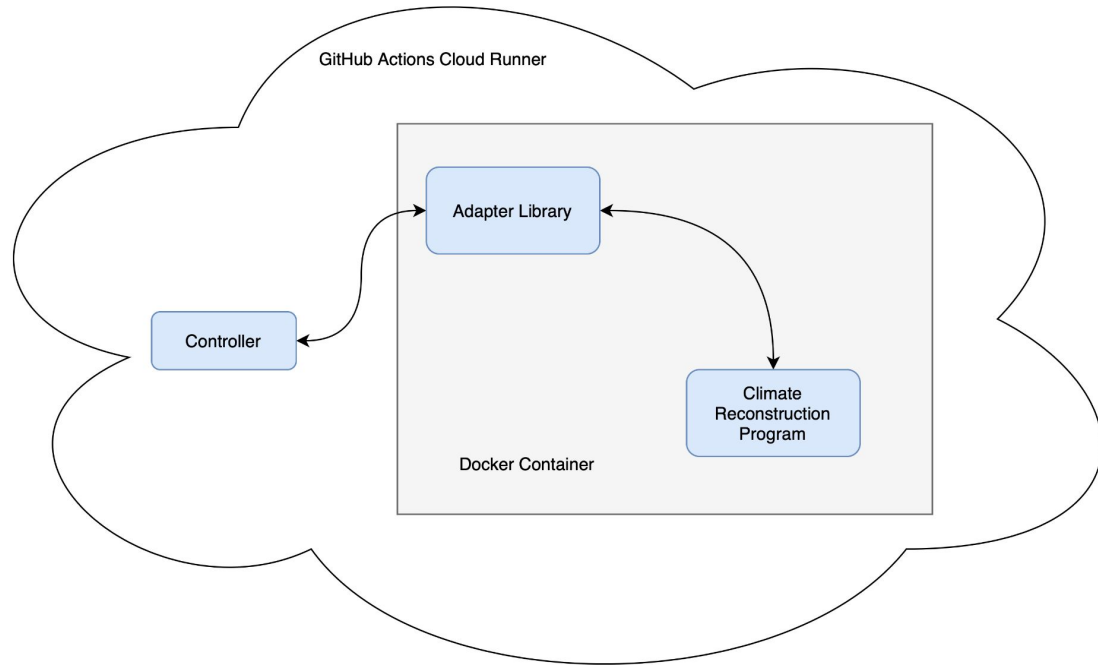 GitHub Actions Cloud Runner
Adapter Library
Controller
Climate
Reconstruction
Program
Docker Container